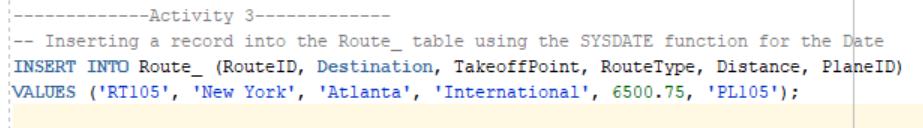 -------------Activity 3-------------
-- Inserting a record into the Route_ table using the SYSDATE function for the Date
INSERT INTO Route_ (RouteID, Destination, TakeoffPoint, RouteType, Distance, PlaneID)
VALUES ('RT105', 'New York', 'Atlanta', 'International', 6500.75, 'PL105');